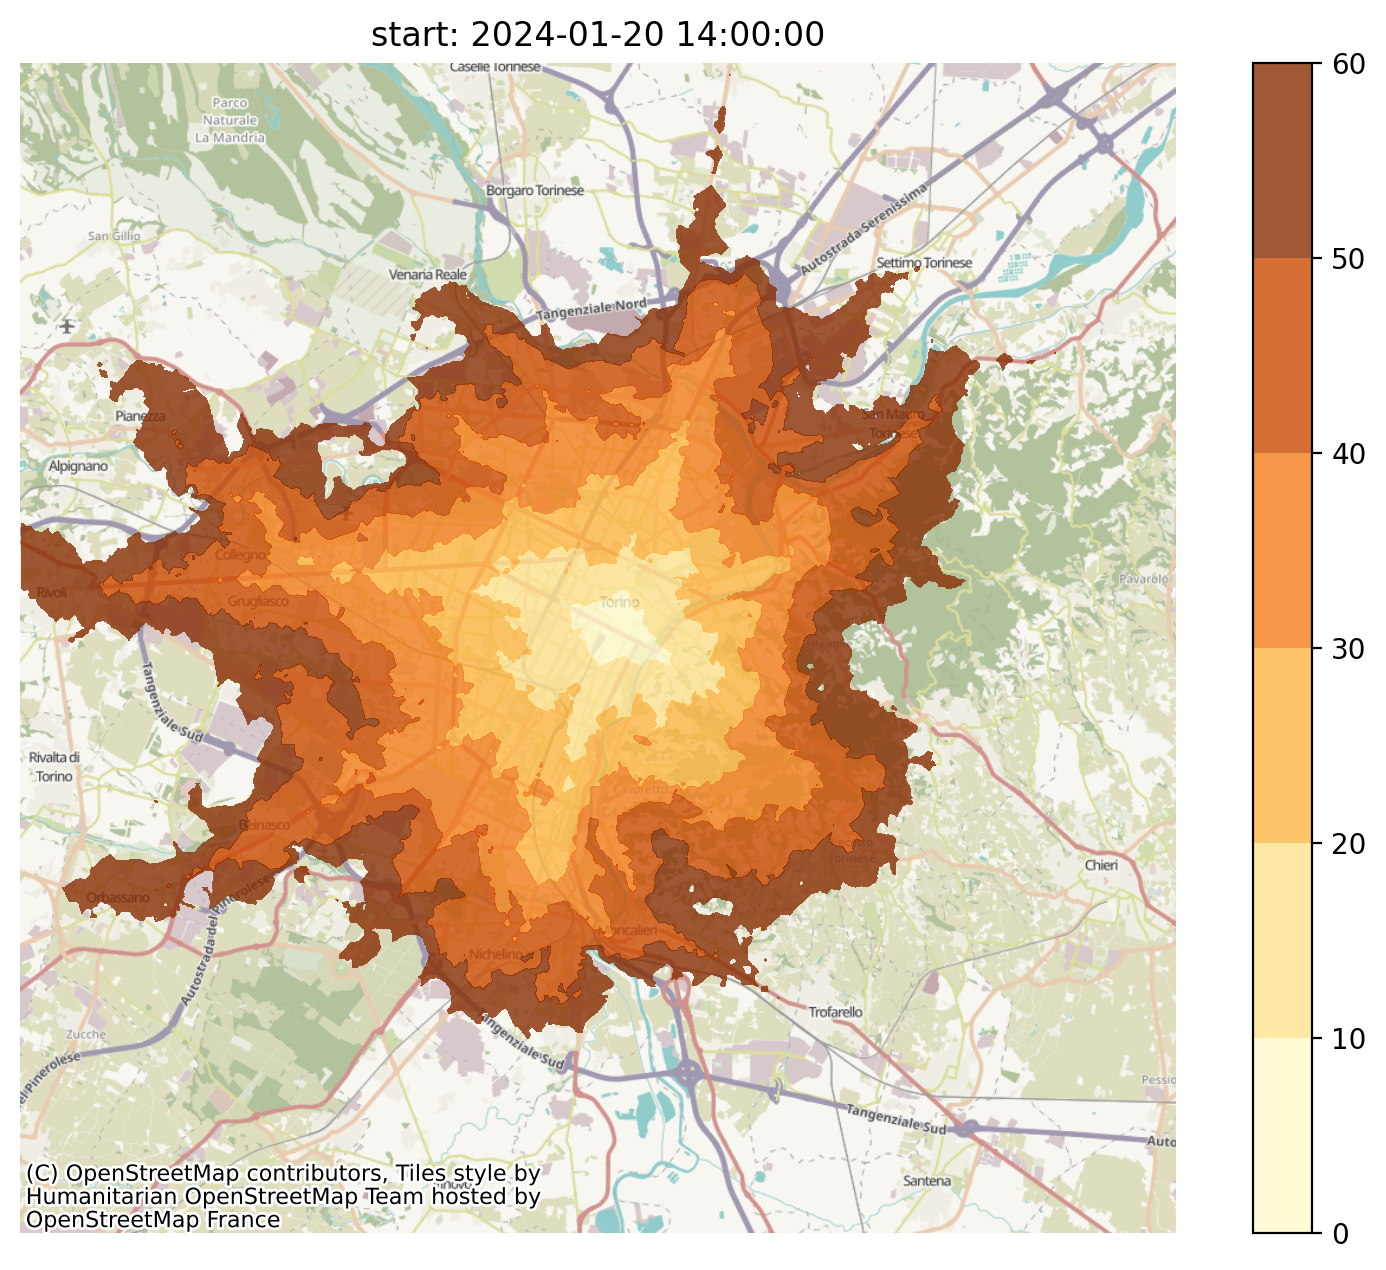 start: 2024-01-20 14:00:00
Caselle Torinese
Parco
Naturale
La Mandria
Borgaro Torinese
Autostrada Serenissima
San Gillio
Venaria Reale
Settimo Torinese
Tangenziale Nord
Pianezza
San Mauro
Torinese
Alpignano
Collegno
Pavarolo
Rivoli
Grugliasco
Torino
Tangenziale Sud
Rivalta di
Torino
Cavoretto
Beinasco
Torinese
Chieri
Orbassano
Autostrada del Pinerolese
Moncalieri
Nichelino
Trofarello
Zucche
Tangenziale Sud
Pessio
Tangenziale Sud
Auto
Santena
(C) OpenStreetMap contributors, Tiles style by
Humanitarian OpenStreetMap Team hosted by
OpenStreetMap France
60
50
40
30
20
10
0